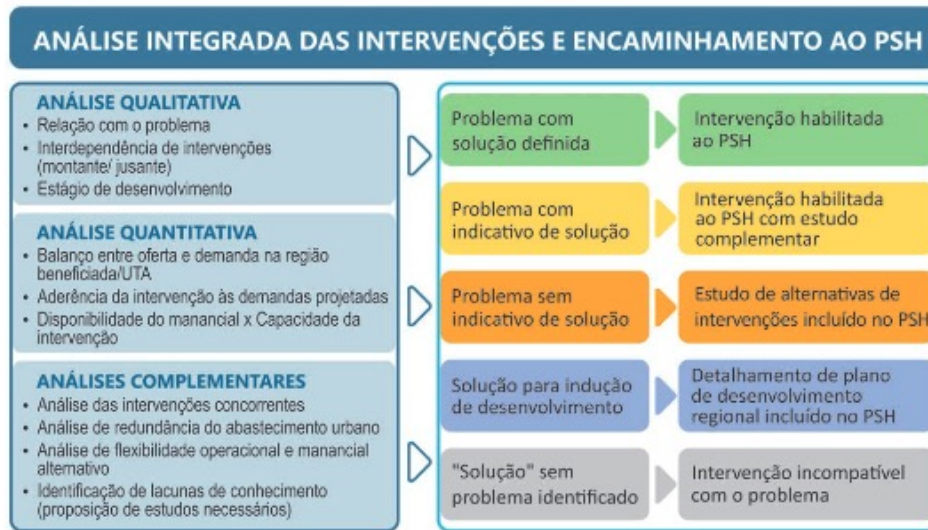 ANÁLISE INTEGRADA DAS INTERVENÇÕES E ENCAMINHAMENTO AO PSH
ANÁLISE QUALITATIVA
• Relação com o problema
• Interdependência de intervenções
(montante/ jusante)
• Estágio de desenvolvimento
ANÁLISE QUANTITATIVA
• Balanço entre oferta e demanda na região
beneficiada/UTA
• Aderência da intervenção às demandas projetadas
• Disponibilidade do manancial x Capacidade da
intervenção
ANÁLISES COMPLEMENTARES
• Análise das intervenções concorrentes
• Análise de redundância do abastecimento urbano
• Análise de flexibilidade operacional e manancial
alternativo
• Identificação de lacunas de conhecimento
(proposição de estudos necessários)
Problema com
solução definida
Intervenção habilitada
ao PSH
Problema com
indicativo de solução
Intervenção habilitada
ao PSH com estudo
complementar
Problema sem
indicativo de solução
Estudo de alternativas de
intervenções incluído no PSH
Solução para indução
de desenvolvimento
Detalhamento de plano
de desenvolvimento
regional incluído no PSH
"Solução" sem
problema identificado
Intervenção incompatível
com o problema